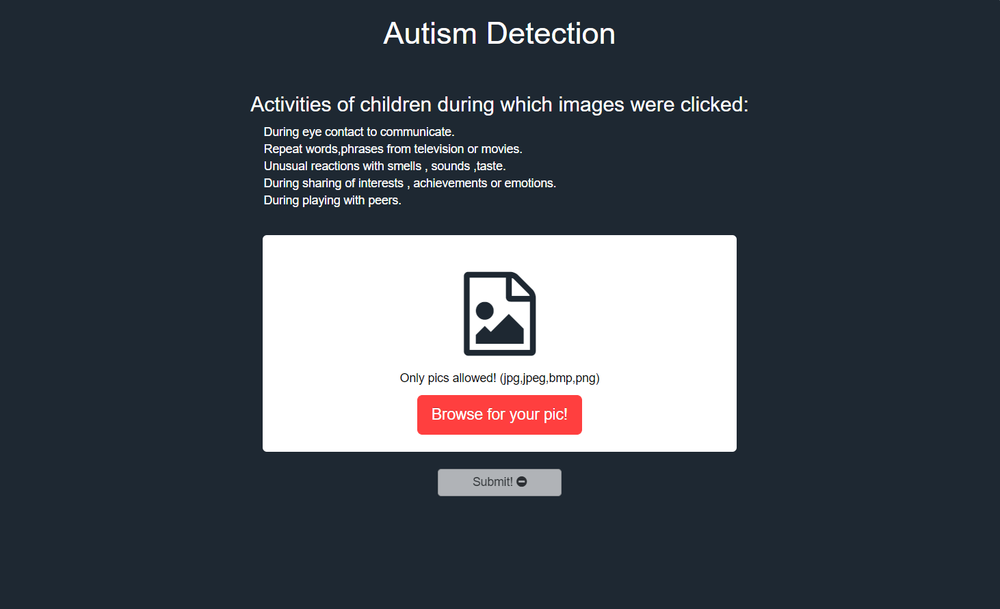 Autism Detection
Activities of children during which images were clicked:
During eye contact to communicate.
Repeat words,phrases from television or movies.
Unusual reactions with smells , sounds ,taste.
During sharing of interests , achievements or emotions.
During playing with peers.
Only pics allowed! (jpg,jpeg,bmp,png)
Browse for your pic!
Submit!